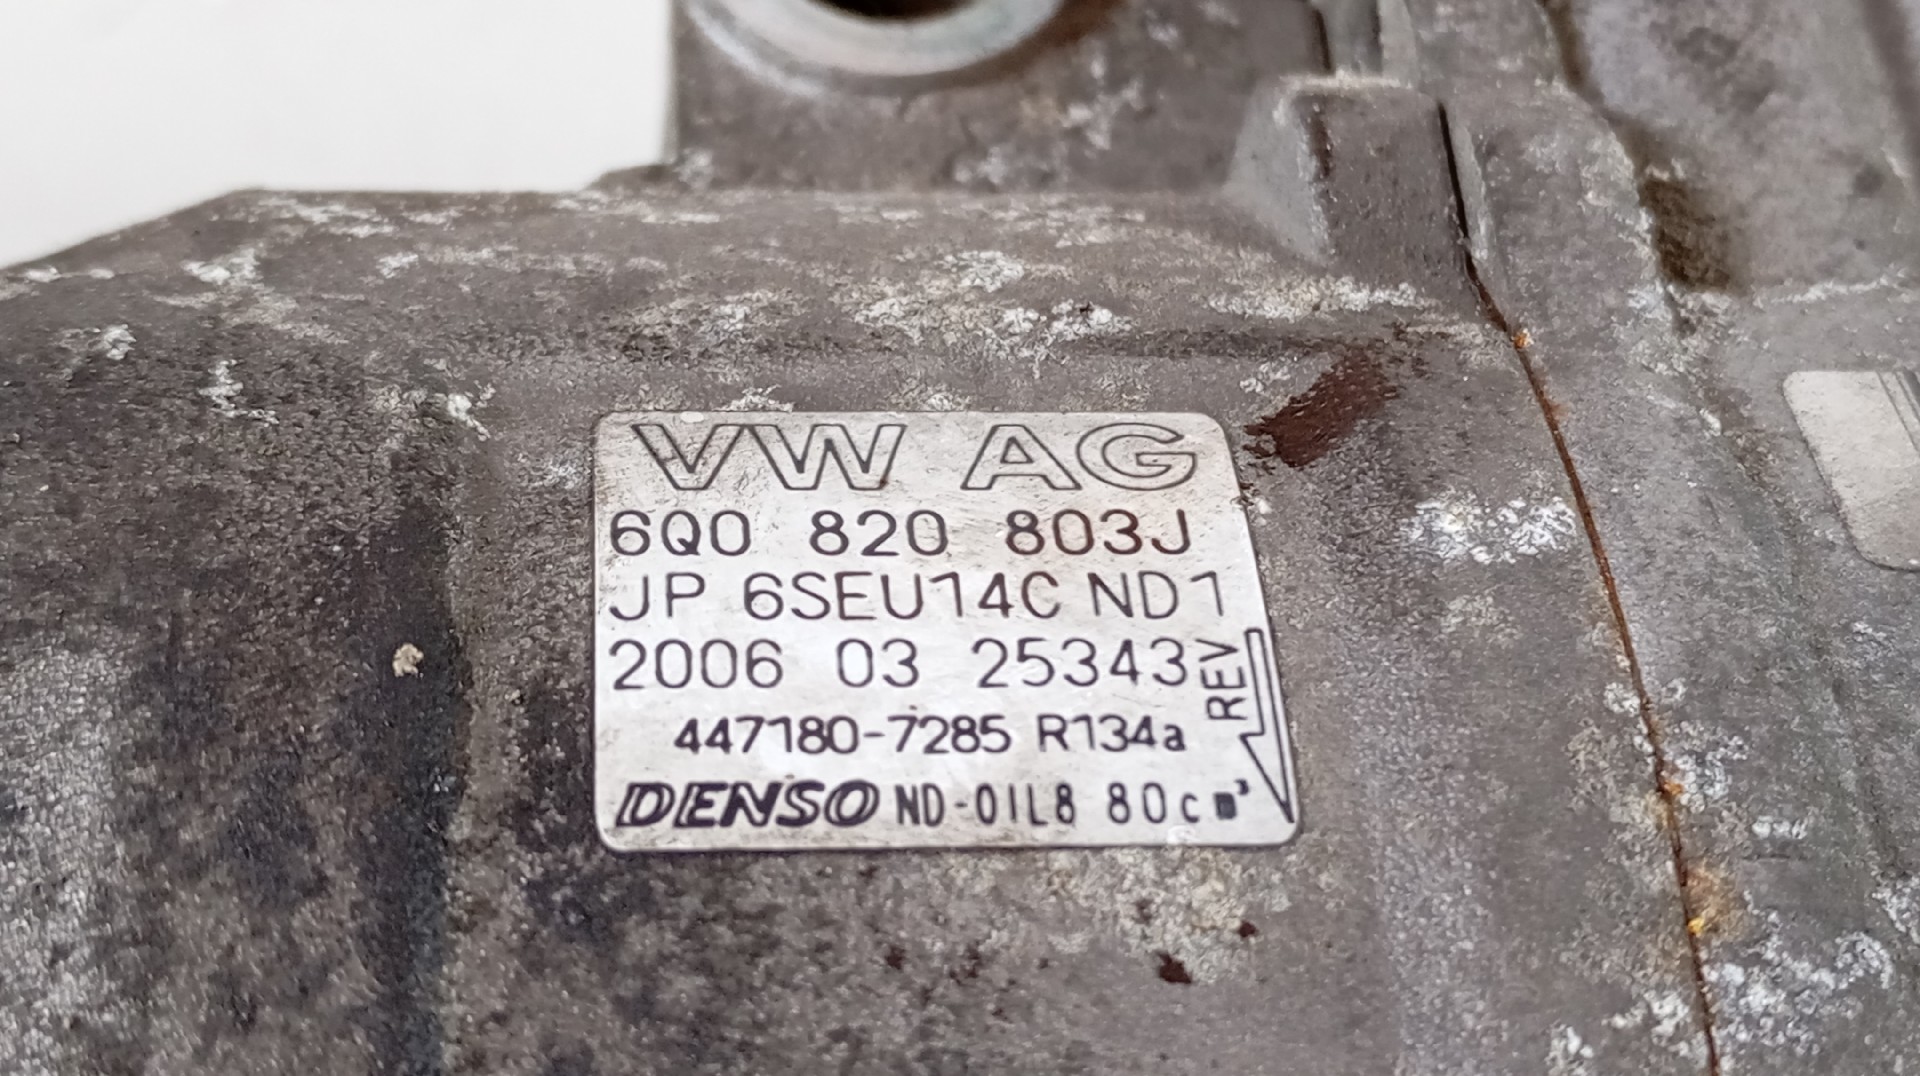 VW AG
6Q0 820 803J
JP 6SEU14C ND1
2006 03 25343
REV
447180-7285 R134a
DENSO ND-OIL8 80cm³